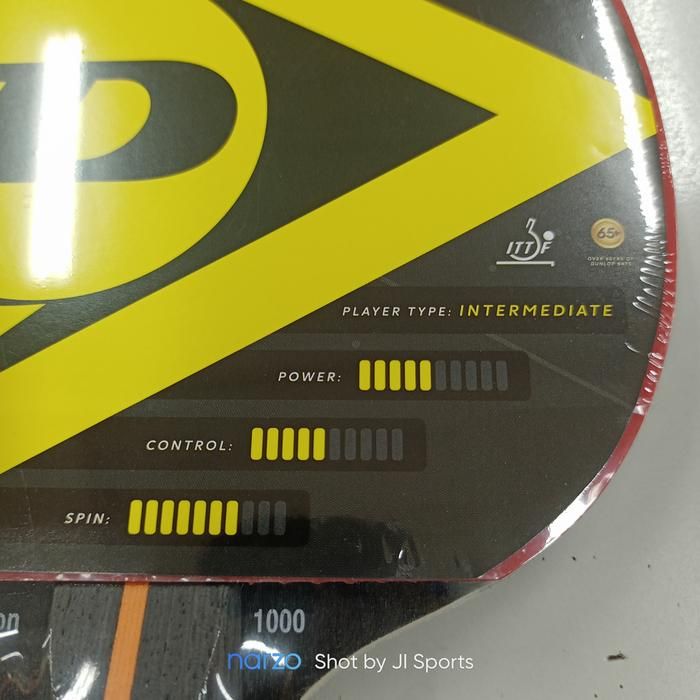 ITTF
65+
OVER 65 YEARS OF
DUNLOP BATS
PLAYER TYPE: INTERMEDIATE
POWER:
CONTROL:
SPIN:
on
1000
narzo Shot by JI Sports